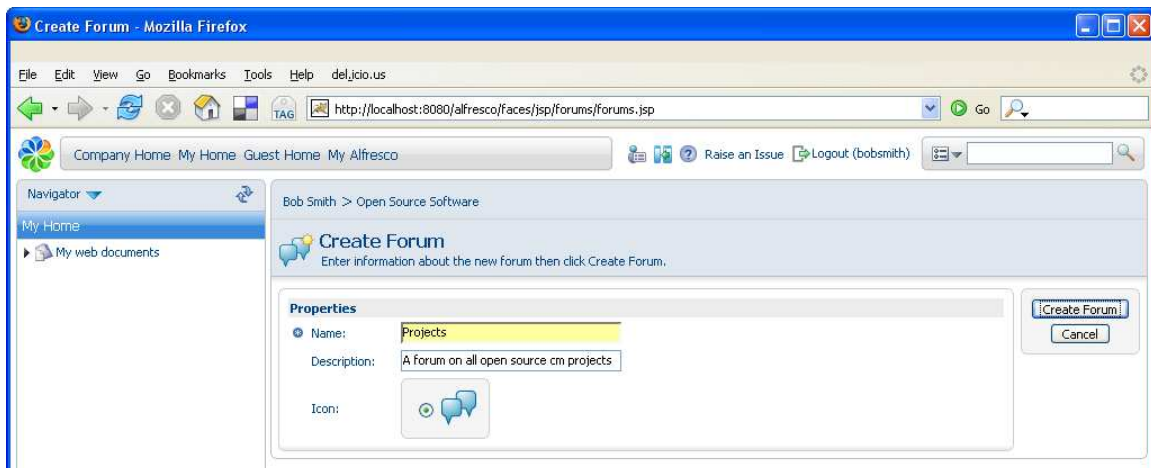 Create Forum - Mozilla Firefox
File Edit View Go Bookmarks Tools Help del.icio.us
TAG http://localhost:8080/alfresco/faces/jsp/forums/forums.jsp Go
Company Home My Home Guest Home My Alfresco Raise an Issue Logout (bobsmith)
Navigator
Bob Smith > Open Source Software
My Home
My web documents
Create Forum
Enter information about the new forum then click Create Forum.
Properties
Name: Projects
Description: A forum on all open source cm projects
Icon:
Create Forum
Cancel